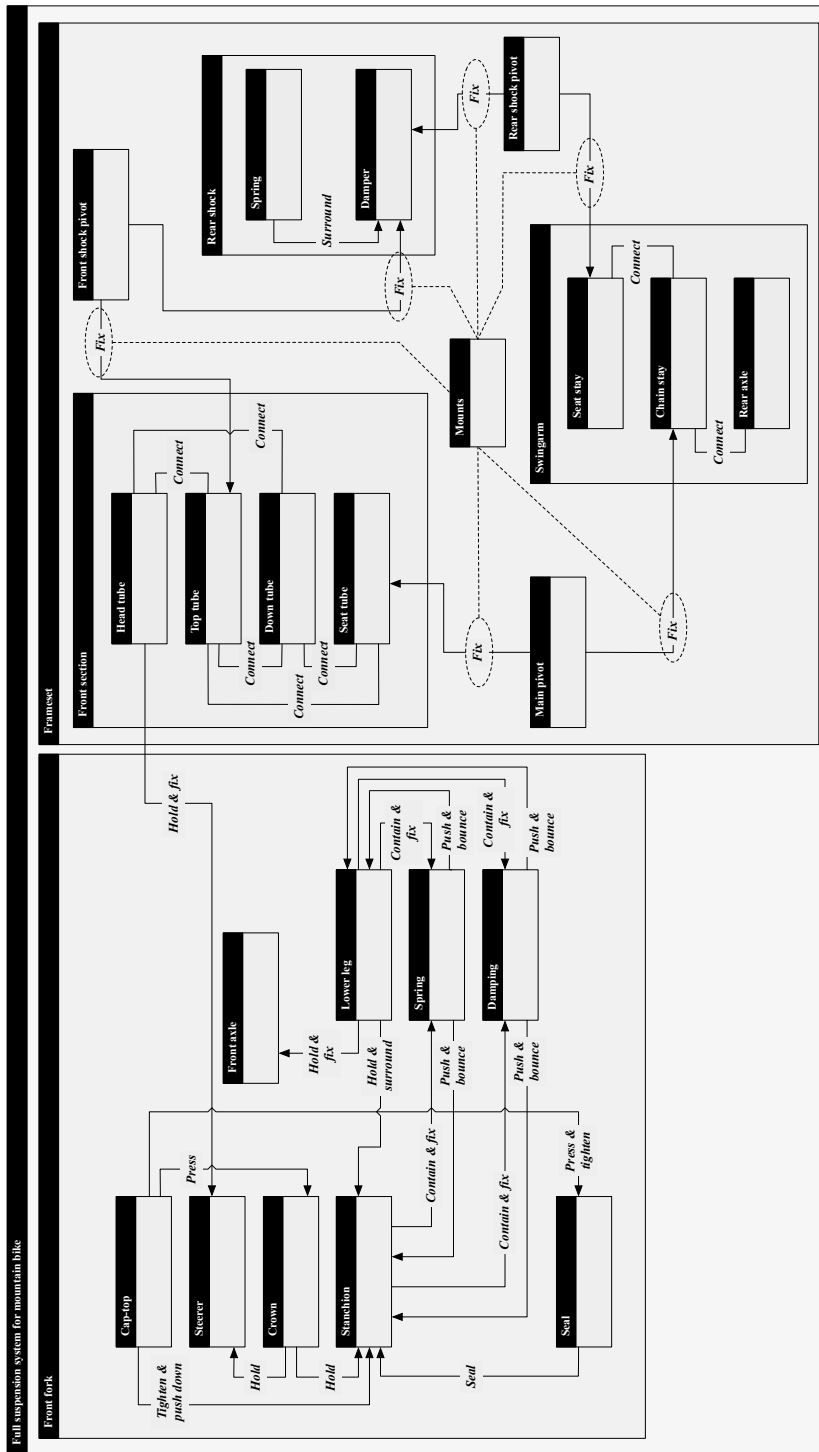 Full suspension system for mountain bike
Front fork
Cap-top
Steerer
Crown
Stanchion
Seal
Tighten &
push down
Hold
Hold
Seal
Press
Press &
tighten
Contain & fix
Contain & fix
Push &
bounce
Push &
bounce
Front axle
Hold &
fix
Hold &
surround
Lower leg
Spring
Damping
Contain &
fix
Push &
bounce
Contain &
fix
Push &
bounce
Hold & fix
Frameset
Front section
Head tube
Top tube
Down tube
Seat tube
Connect
Connect
Connect
Connect
Connect
Main pivot
Fix
Fix
Mounts
Swingarm
Seat stay
Chain stay
Rear axle
Connect
Connect
Front shock pivot
Fix
Fix
Rear shock
Spring
Damper
Surround
Rear shock pivot
Fix
Fix